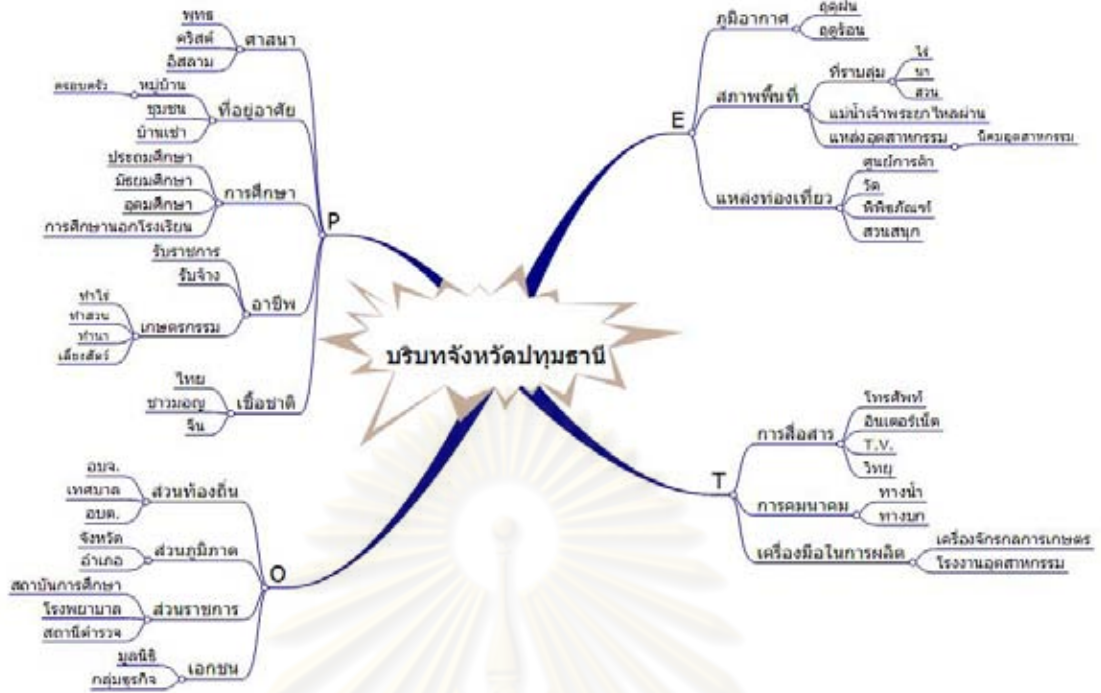 บริบทจังหวัดปทุมธานี
P
ศาสนา
พุทธ
คริสต์
อิสลาม
ที่อยู่อาศัย
หมู่บ้าน
ครอบครัว
ชุมชน
บ้านเช่า
การศึกษา
ประถมศึกษา
มัธยมศึกษา
อุดมศึกษา
การศึกษานอกโรงเรียน
อาชีพ
รับราชการ
รับจ้าง
เกษตรกรรม
ทำไร่
ทำสวน
ทำนา
เลี้ยงสัตว์
เชื้อชาติ
ไทย
ชาวมอญ
จีน
E
ภูมิอากาศ
ฤดูฝน
ฤดูร้อน
สภาพพื้นที่
ที่ราบลุ่ม
ไร่
นา
สวน
แม่น้ำเจ้าพระยาไหลผ่าน
แหล่งอุตสาหกรรม
นิคมอุตสาหกรรม
แหล่งท่องเที่ยว
ศูนย์การค้า
วัด
พิพิธภัณฑ์
สวนสนุก
T
การสื่อสาร
โทรศัพท์
อินเตอร์เน็ต
T.V.
วิทยุ
การคมนาคม
ทางน้ำ
ทางบก
เครื่องมือในการผลิต
เครื่องจักรกลการเกษตร
โรงงานอุตสาหกรรม
O
ส่วนท้องถิ่น
อบจ.
เทศบาล
อบต.
ส่วนภูมิภาค
จังหวัด
อำเภอ
ส่วนราชการ
สถาบันการศึกษา
โรงพยาบาล
สถานีตำรวจ
เอกชน
มูลนิธิ
กลุ่มธุรกิจ